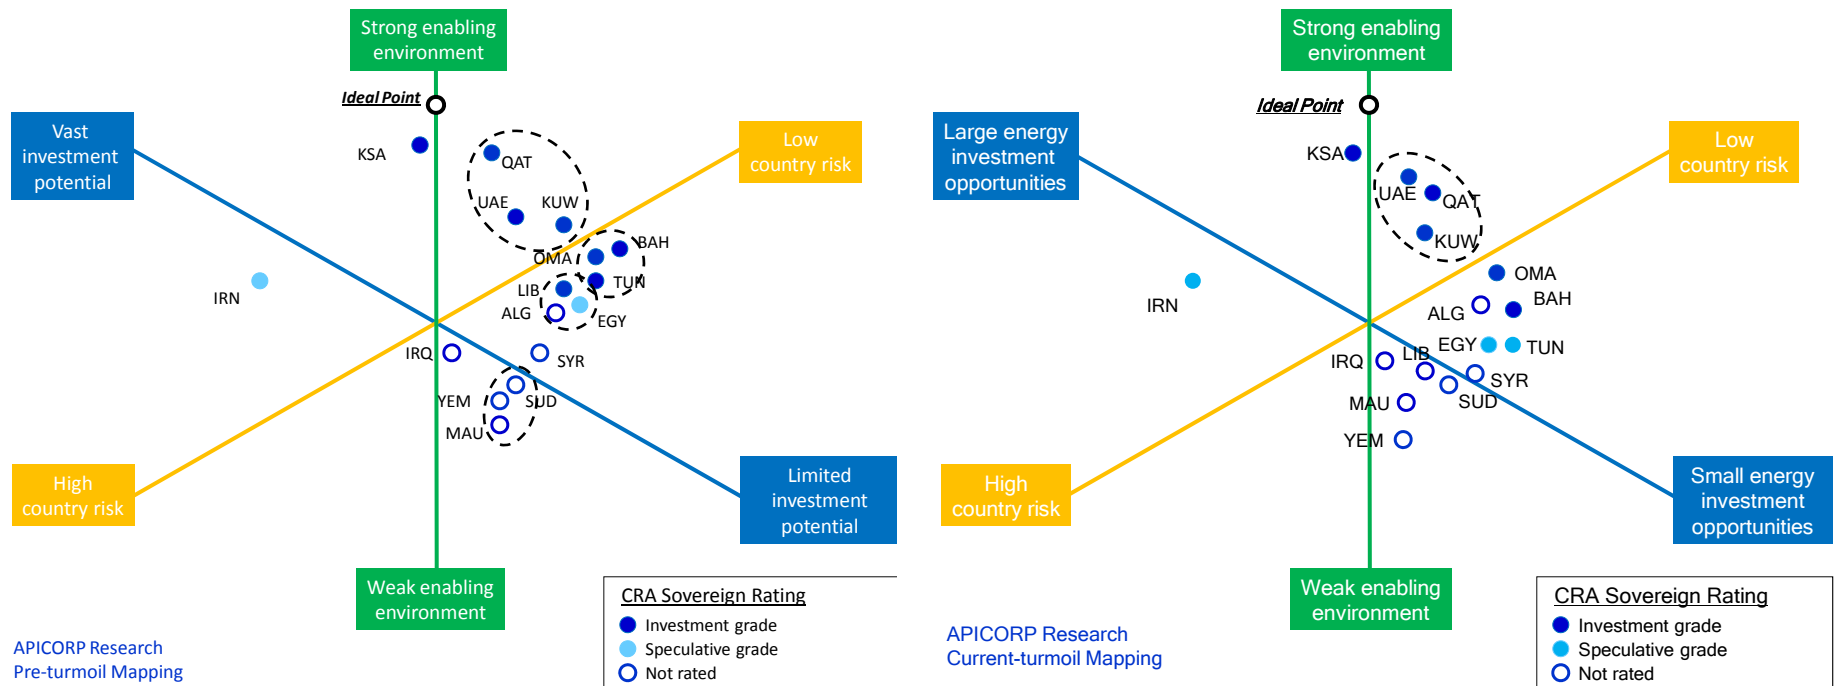 Strong enabling
environment
Ideal Point
Vast
investment
potential
Low
country risk
KSA
QAT
UAE
KUW
BAH
OMA
TUN
LIB
IRN
ALG
EGY
IRQ
SYR
YEM
SUD
MAU
High
country risk
Limited
investment
potential
Weak enabling
environment
CRA Sovereign Rating
Investment grade
Speculative grade
Not rated
APICORP Research
Pre-turmoil Mapping
Strong enabling
environment
Ideal Point
Large energy
investment
opportunities
Low
country risk
KSA
UAE
QAT
KUW
OMA
IRN
BAH
ALG
EGY
TUN
IRQ
LIB
SYR
SUD
MAU
YEM
High
country risk
Small energy
investment
opportunities
Weak enabling
environment
CRA Sovereign Rating
Investment grade
Speculative grade
Not rated
APICORP Research
Current-turmoil Mapping